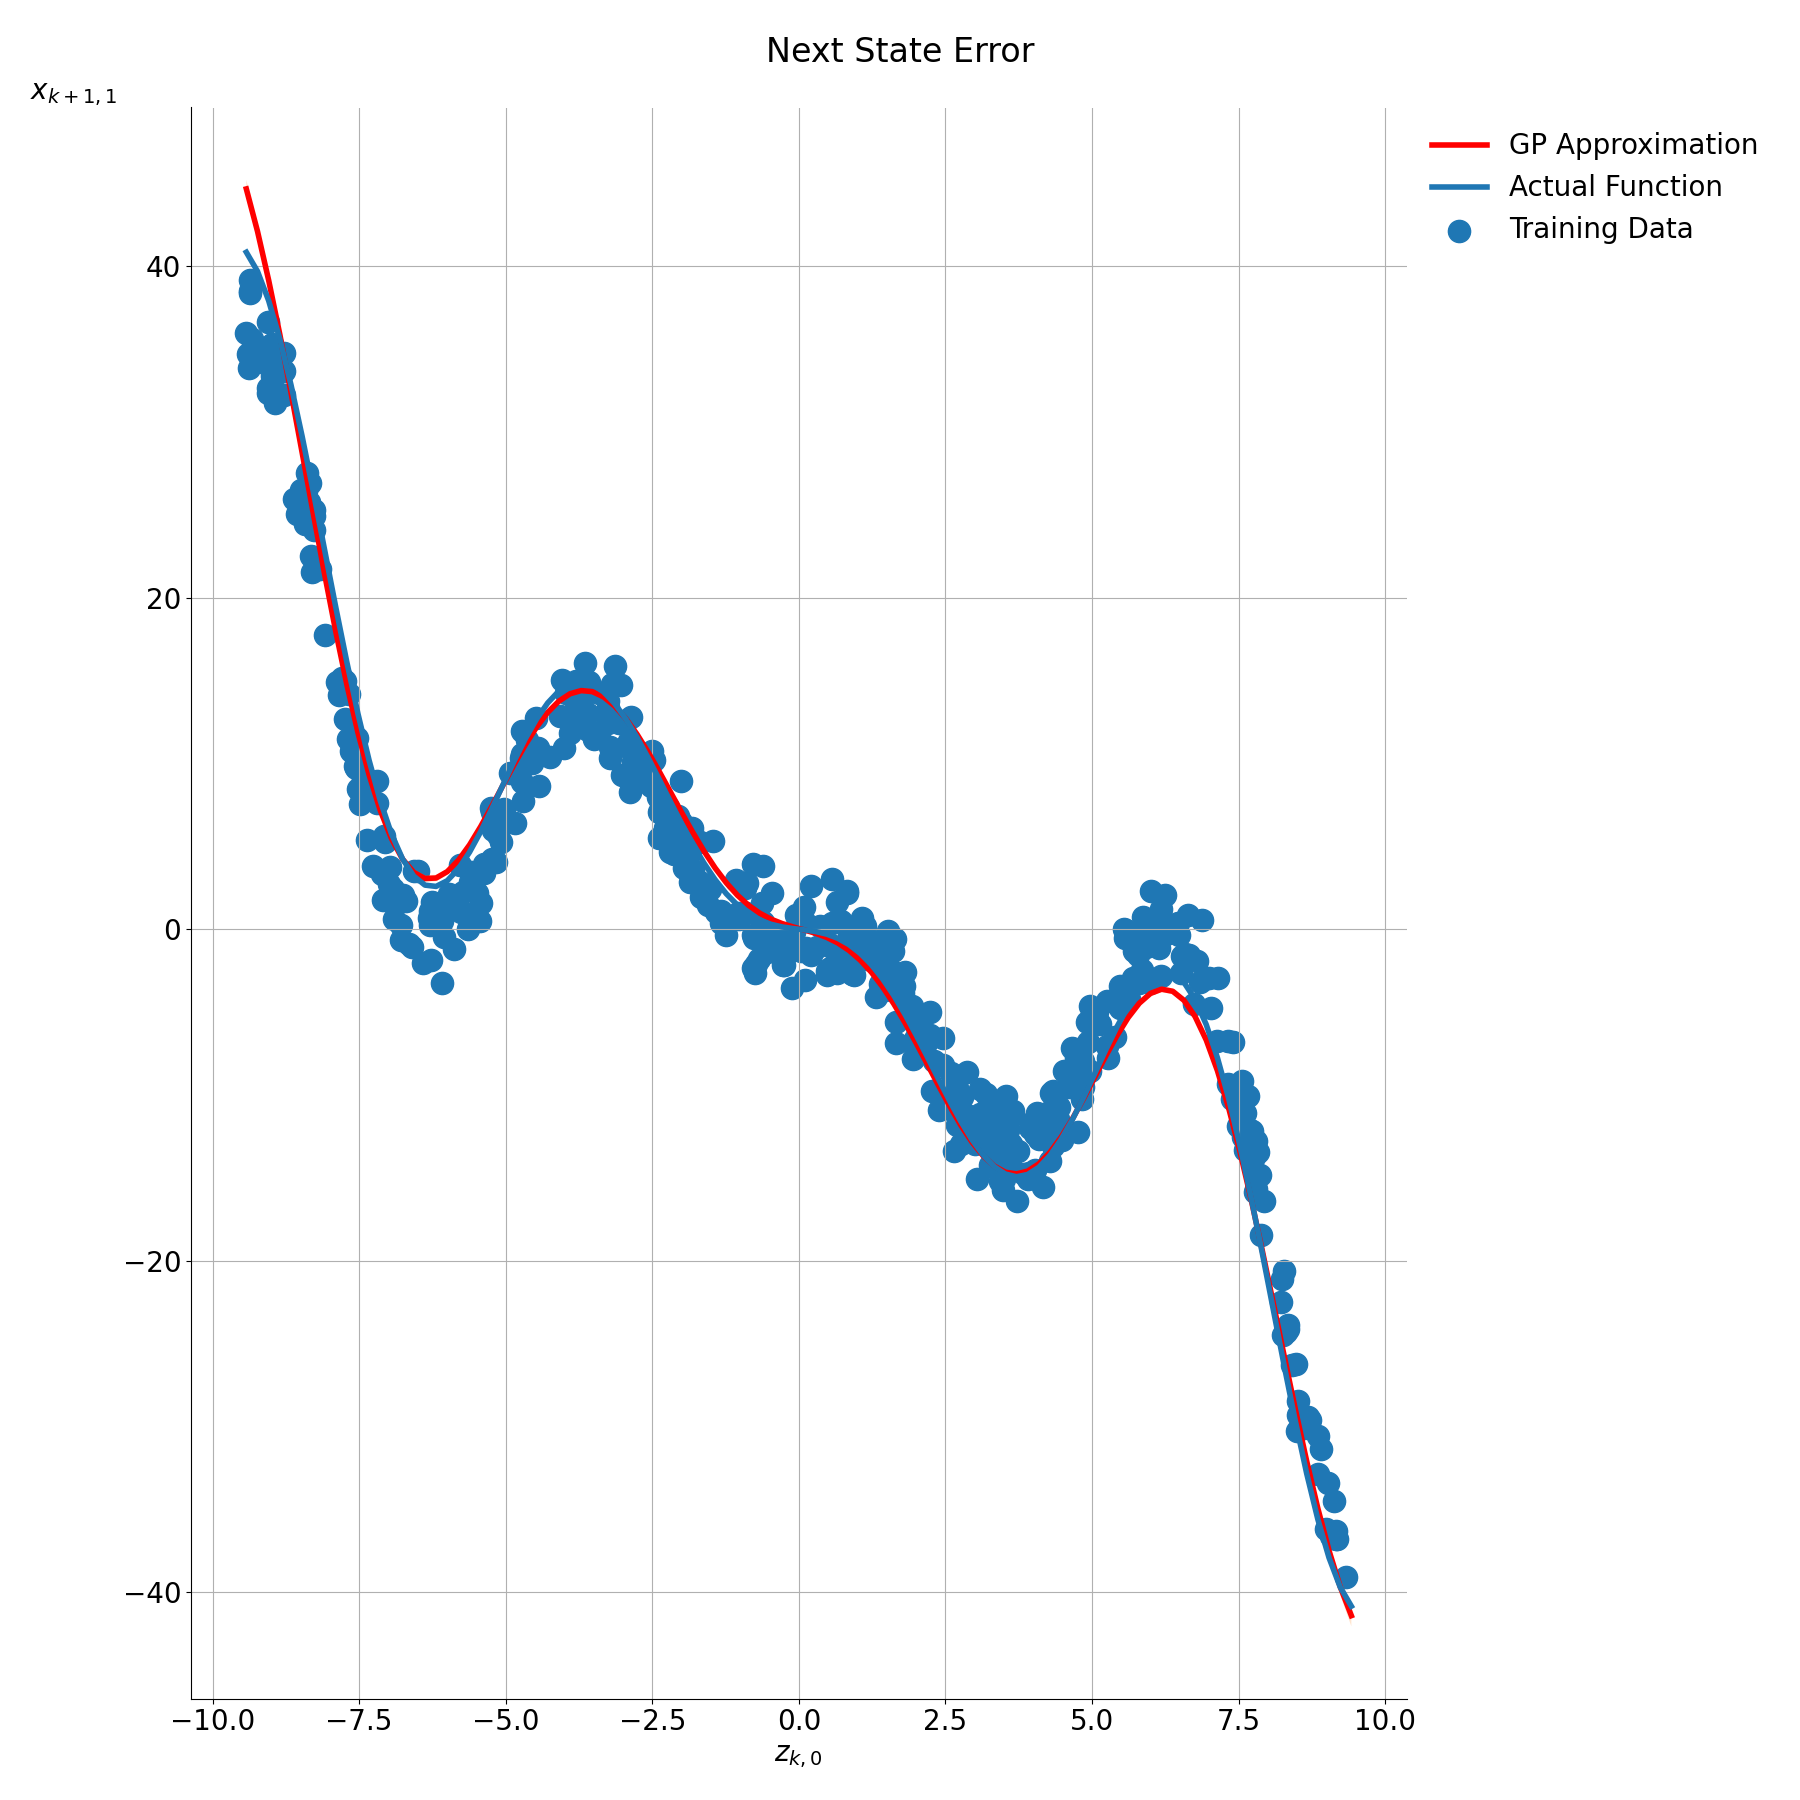 Next State Error
x_{k+1,1}
GP Approximation
Actual Function
Training Data
40
20
0
−20
−40
−10.0 −7.5 −5.0 −2.5 0.0 2.5 5.0 7.5 10.0
z_{k,0}